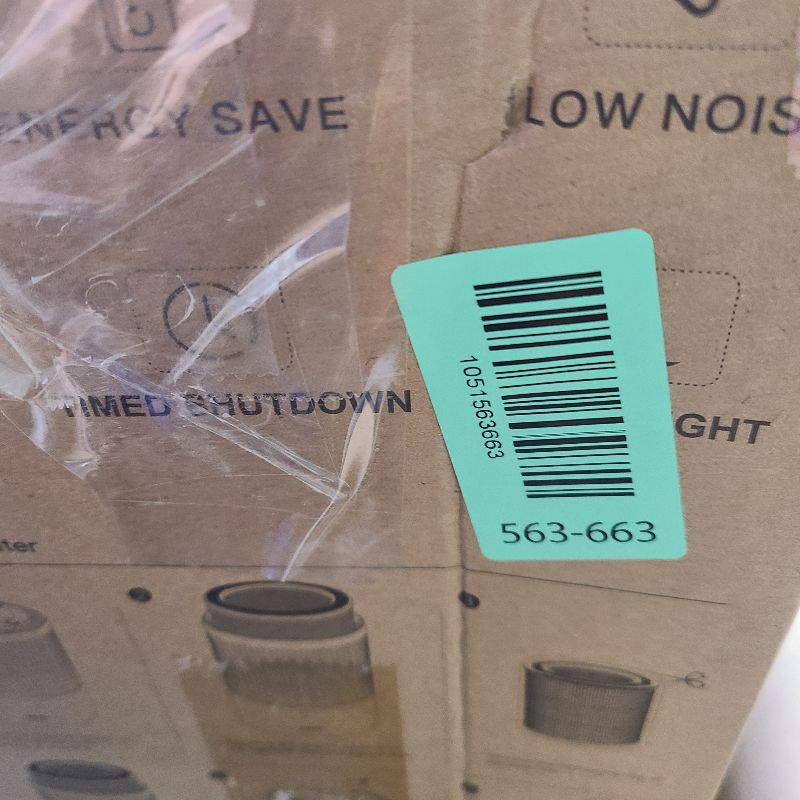 ENERGY SAVE
LOW NOIS
TIMED SHUTDOWN
GHT
1051563663
563-663